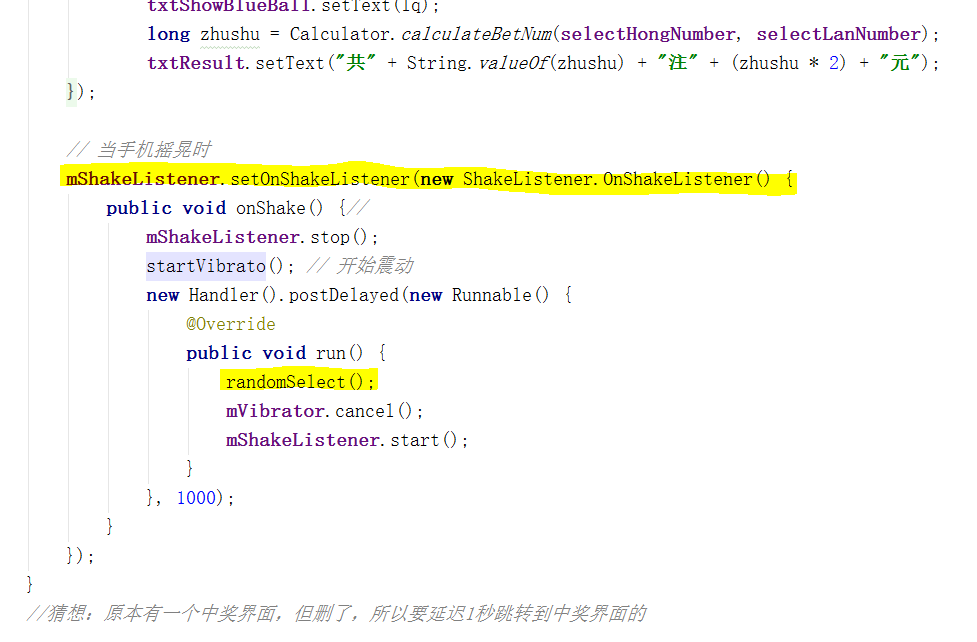 txtShowBlueBall.setText(lq);
long zhushu = Calculator.calculateBetNum(selectHongNumber, selectLanNumber);
txtResult.setText("共" + String.valueOf(zhushu) + "注" + (zhushu * 2) + "元");
});
// 当手机摇晃时
mShakeListener.setOnShakeListener(new ShakeListener.OnShakeListener() {
public void onShake() {//
mShakeListener.stop();
startVibrato(); // 开始震动
new Handler().postDelayed(new Runnable() {
@Override
public void run() {
randomSelect();
mVibrator.cancel();
mShakeListener.start();
}
}, 1000);
}
});
}
//猜想：原本有一个中奖界面，但删了，所以要延迟1秒跳转到中奖界面的